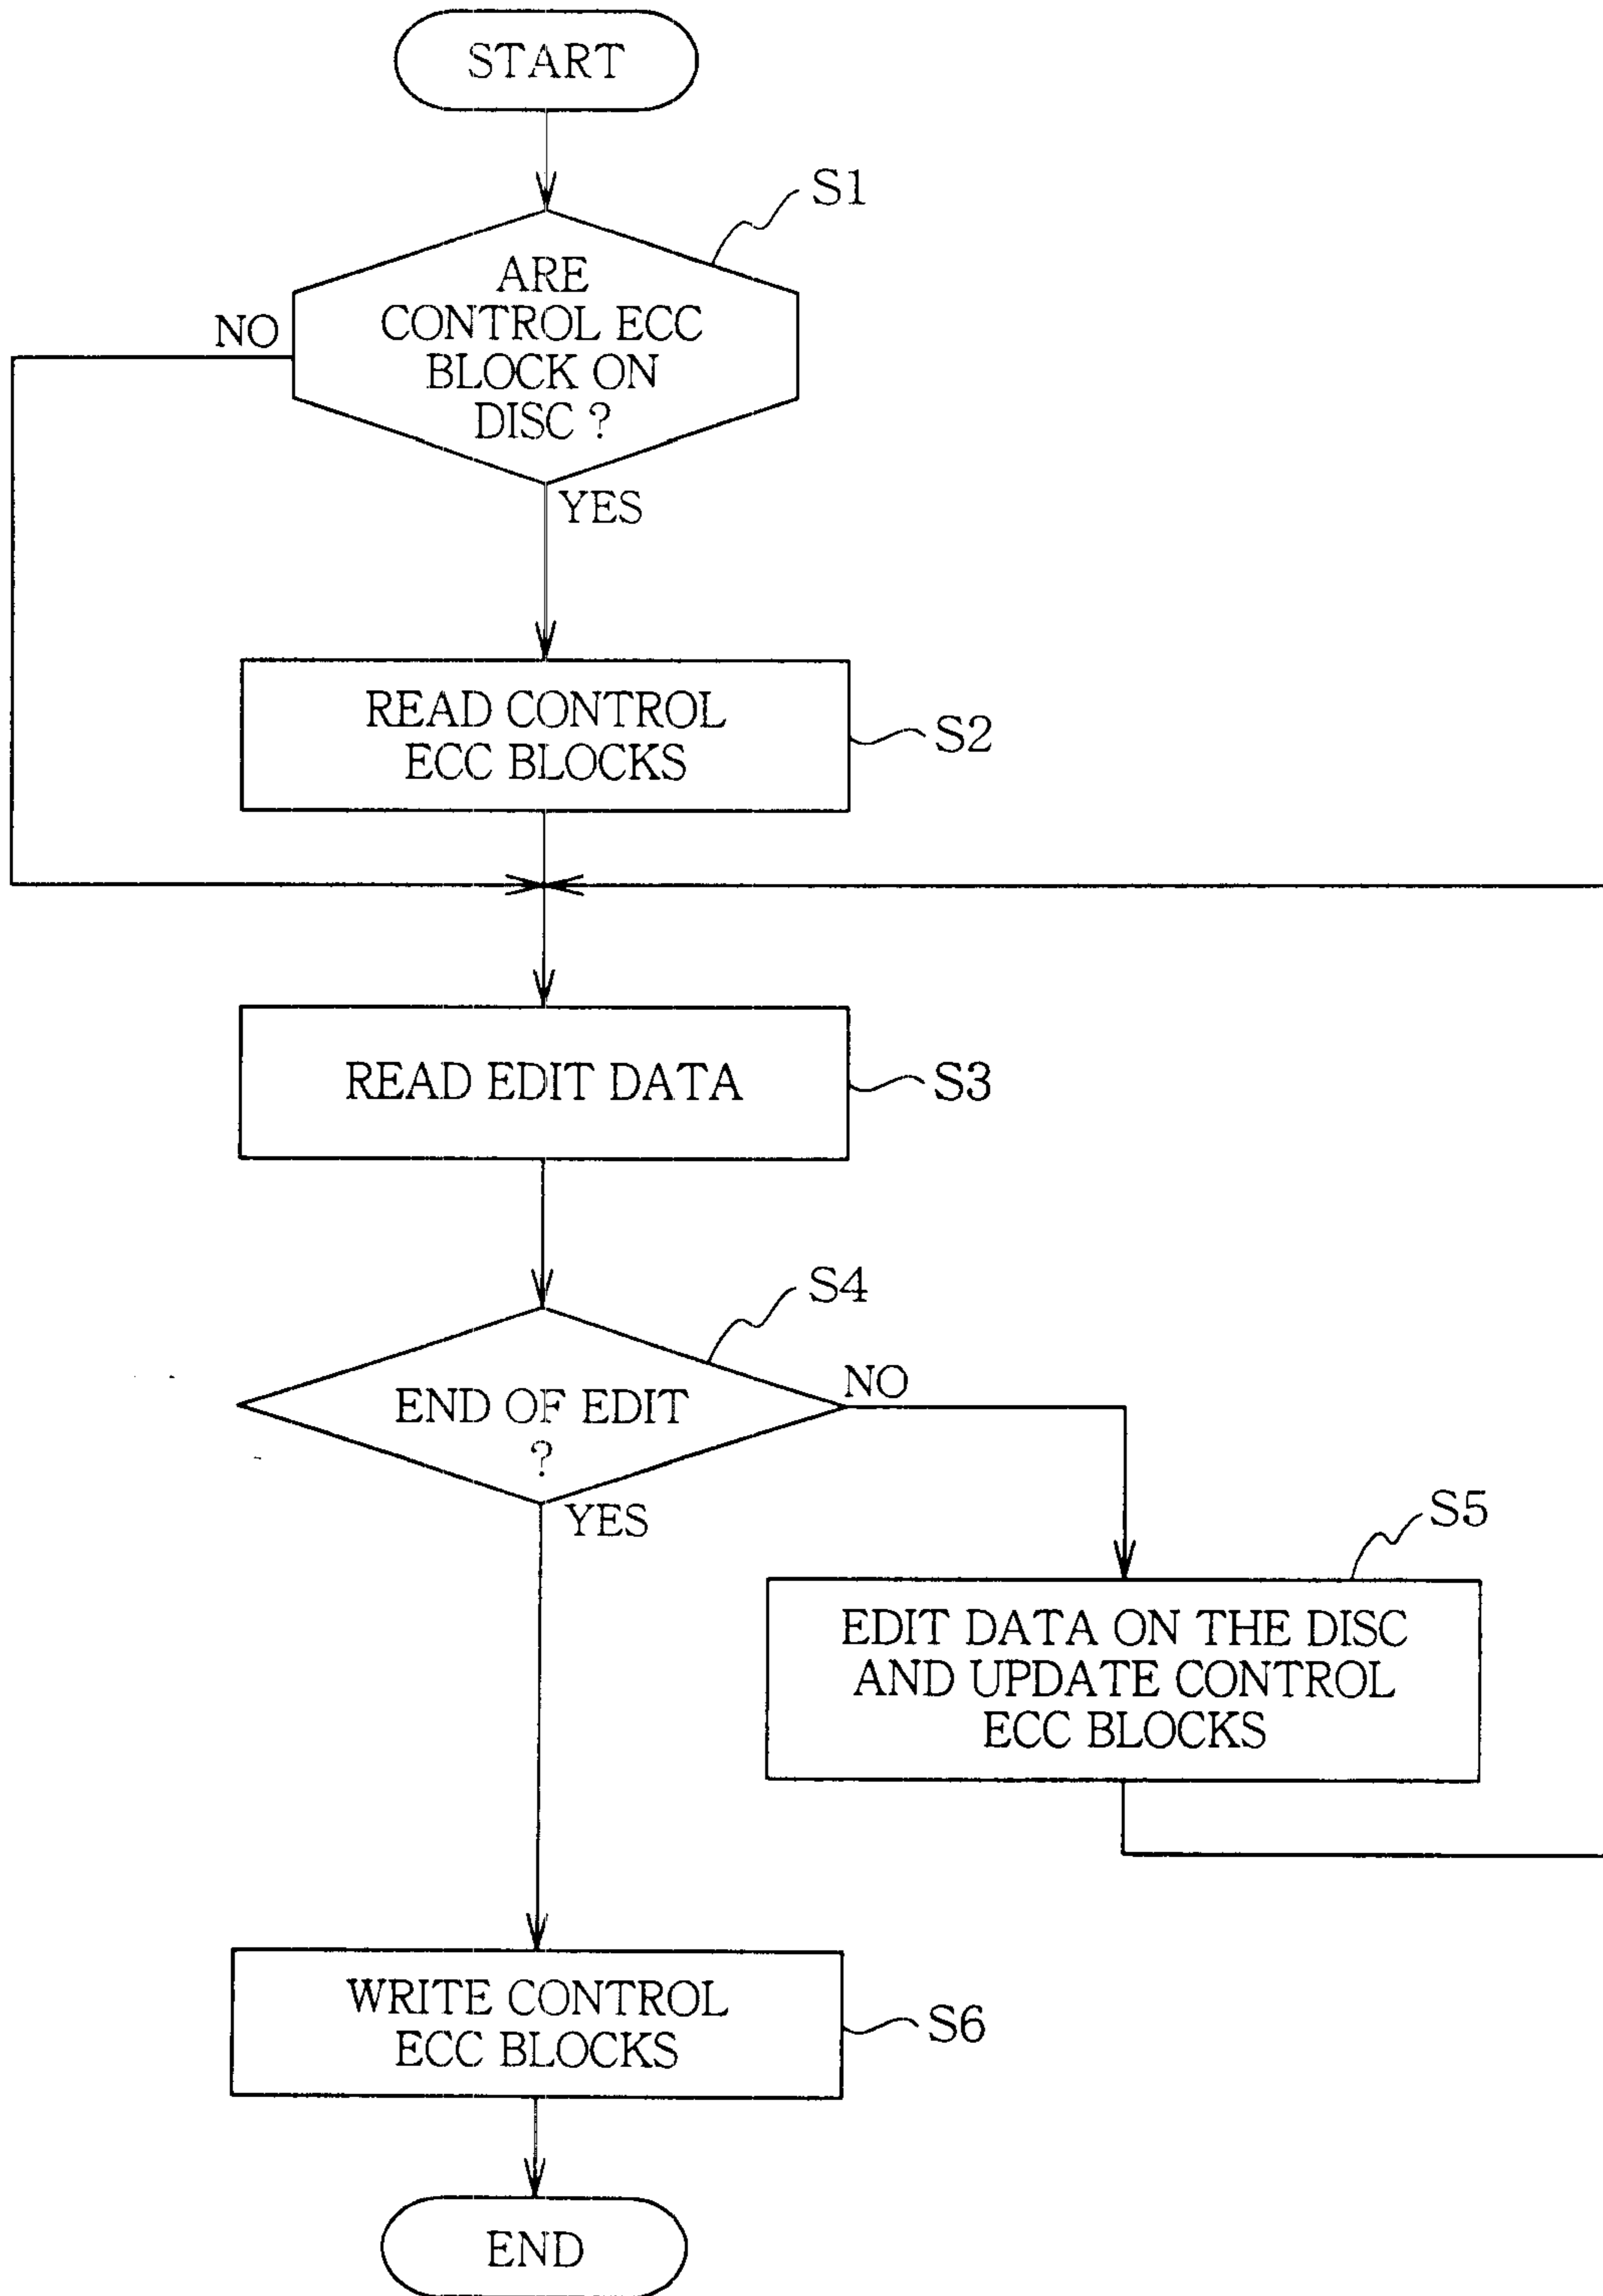 START
S1
ARE
CONTROL ECC
BLOCK ON
DISC ?
NO
YES
READ CONTROL
ECC BLOCKS
S2
READ EDIT DATA
S3
S4
END OF EDIT
?
NO
YES
S5
EDIT DATA ON THE DISC
AND UPDATE CONTROL
ECC BLOCKS
WRITE CONTROL
ECC BLOCKS
S6
END